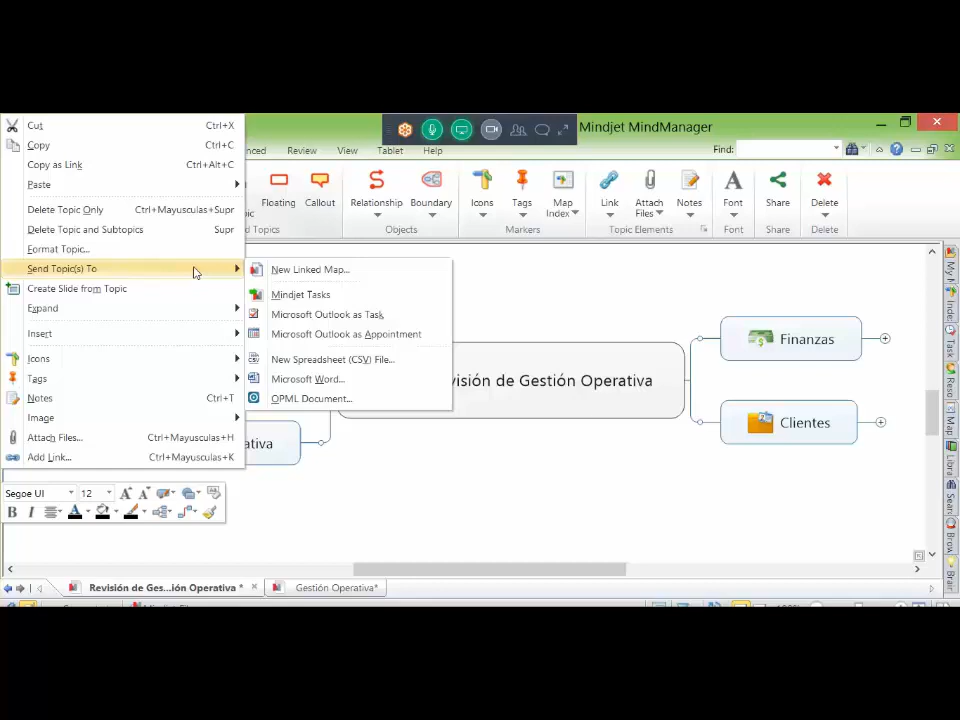 Mindjet MindManager
Find:
nced Review View Tablet Help
Floating
Callout
Relationship
Boundary
Icons
Tags
Map
Index
Link
Attach
Files
Notes
Font
Share
Delete
Topics
Objects
Markers
Topic Elements
Font
Share
Delete
Cut Ctrl+X
Copy Ctrl+C
Copy as Link Ctrl+Alt+C
Paste
Delete Topic Only Ctrl+Mayusculas+Supr
Delete Topic and Subtopics Supr
Format Topic...
Send Topic(s) To
Create Slide from Topic
Expand
Insert
Icons
Tags
Notes Ctrl+T
Image
Attach Files... Ctrl+Mayusculas+H
Add Link... Ctrl+Mayusculas+K
New Linked Map...
Mindjet Tasks
Microsoft Outlook as Task
Microsoft Outlook as Appointment
New Spreadsheet (CSV) File...
Microsoft Word...
OPML Document...
visión de Gestión Operativa
ativa
Finanzas
Clientes
Segoe UI 12
B I A
Revisión de Ges...ión Operativa *
Gestión Operativa*